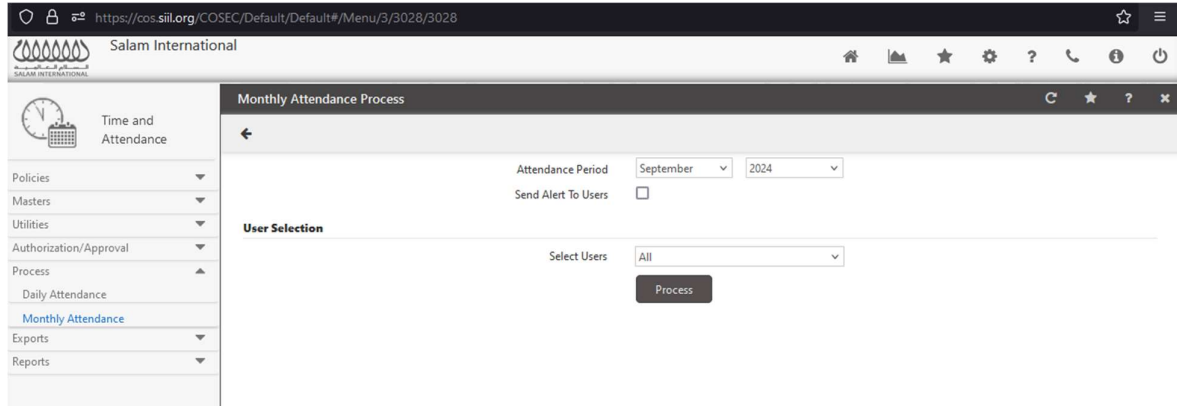 https://cos.siil.org/COSEC/Default/Default#/Menu/3/3028/3028
Salam International
SALAM INTERNATIONAL
Time and
Attendance
Policies
Masters
Utilities
Authorization/Approval
Process
Daily Attendance
Monthly Attendance
Exports
Reports
Monthly Attendance Process
Attendance Period September 2024
Send Alert To Users
User Selection
Select Users All
Process